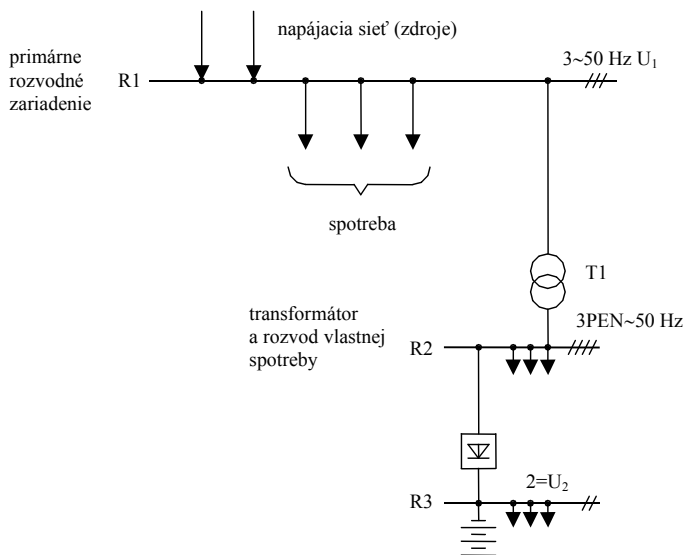 napájacia sieť (zdroje)
primárne
rozvodné
zariadenie
R1
3~50 Hz U₁
spotreba
T1
transformátor
a rozvod vlastnej
spotreby
3PEN~50 Hz
R2
2=U₂
R3